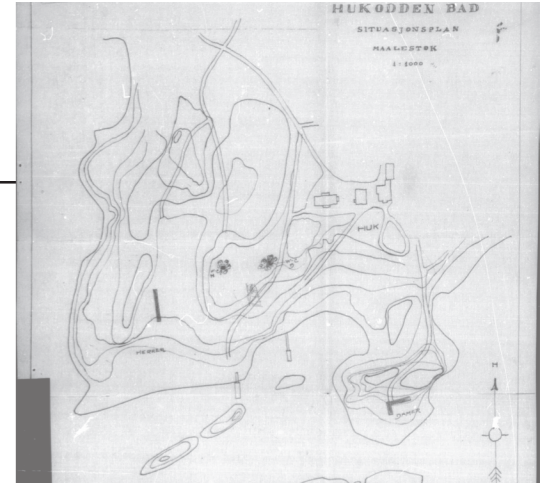 HUKODDEN BAD
SITUASJONSPLAN
MAALESTOK
1:1000
HUK
HERRER
DAMER
N